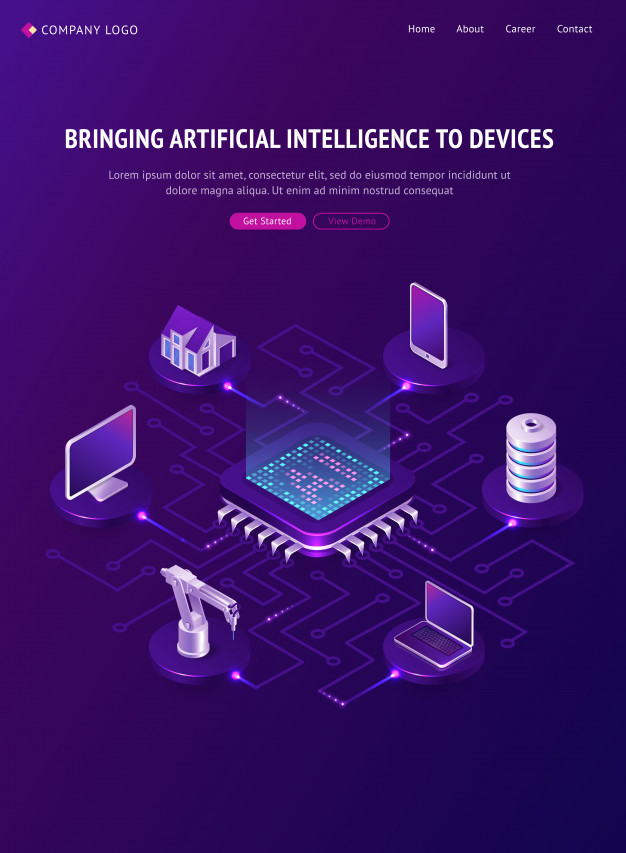 COMPANY LOGO
Home About Career Contact
BRINGING ARTIFICIAL INTELLIGENCE TO DEVICES
Lorem ipsum dolor sit amet, consectetur elit, sed do eiusmod tempor incididunt ut
dolore magna aliqua. Ut enim ad minim nostrud consequat
Get Started View Demo
AI